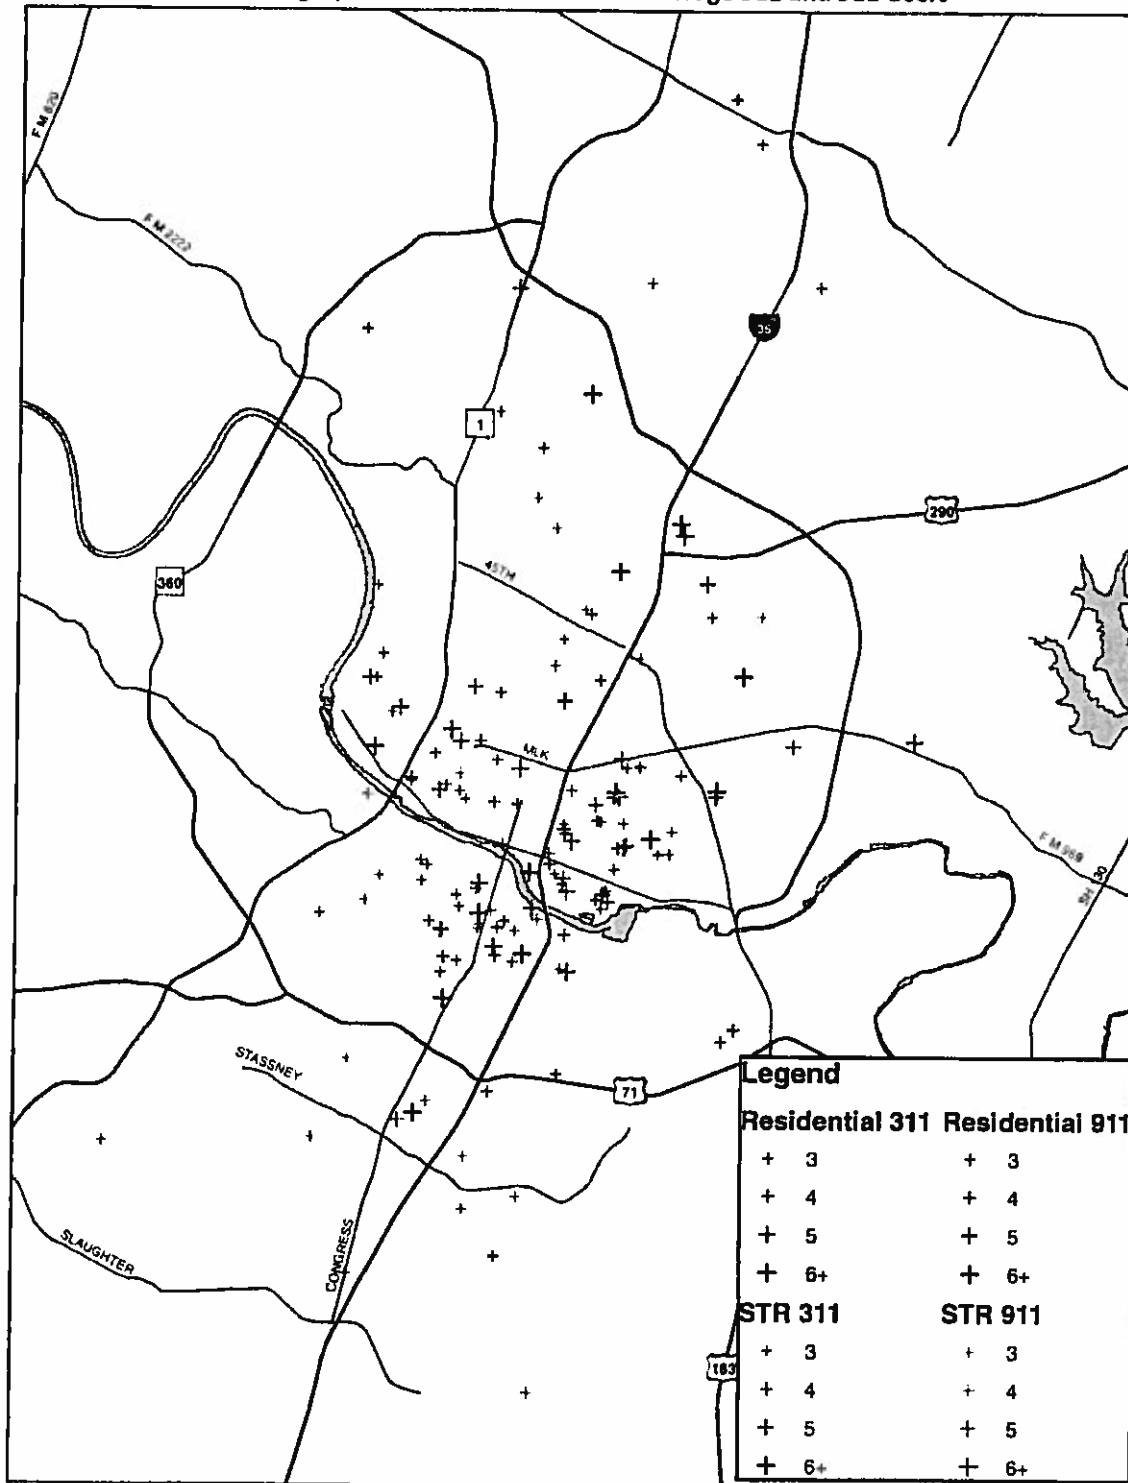 FM 620
FM 2222
35
1
290
360
45TH
MLK
FM 969
SH 130
STASSNEY
71
SLAUGHTER
CONGRESS
183
Legend
Residential 311 Residential 911
+ 3 + 3
+ 4 + 4
+ 5 + 5
+ 6+ + 6+
STR 311 STR 911
+ 3 + 3
+ 4 + 4
+ 5 + 5
+ 6+ + 6+